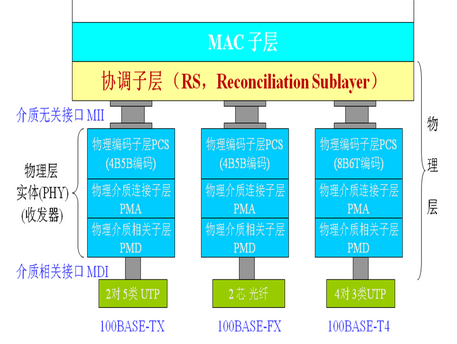 MAC 子层
协调子层（RS，Reconciliation Sublayer）
介质无关接口 MII
物理编码子层PCS
(4B5B编码)
物理介质连接子层
PMA
物理介质相关子层
PMD
物理编码子层PCS
(4B5B编码)
物理介质连接子层
PMA
物理介质相关子层
PMD
物理编码子层PCS
(8B6T编码)
物理介质连接子层
PMA
物理介质相关子层
PMD
物理层
实体(PHY)
(收发器)
物
理
层
介质相关接口 MDI
2对 5类 UTP
2 芯 光纤
4对 3类UTP
100BASE-TX
100BASE-FX
100BASE-T4